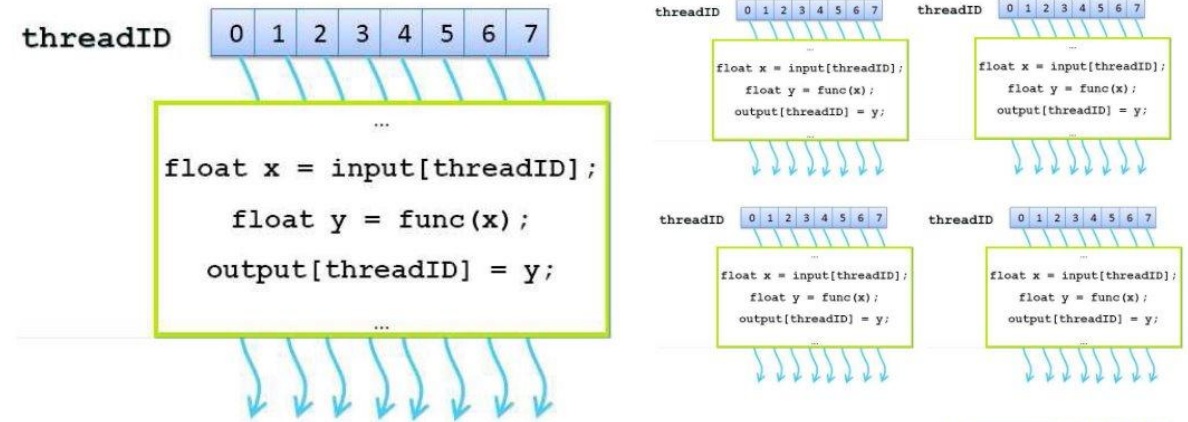 threadID 0 1 2 3 4 5 6 7
...
float x = input[threadID];
float y = func(x);
output[threadID] = y;
...
threadID 0 1 2 3 4 5 6 7
...
float x = input[threadID];
float y = func(x);
output[threadID] = y;
...
threadID 0 1 2 3 4 5 6 7
...
float x = input[threadID];
float y = func(x);
output[threadID] = y;
...
threadID 0 1 2 3 4 5 6 7
...
float x = input[threadID];
float y = func(x);
output[threadID] = y;
...
threadID 0 1 2 3 4 5 6 7
...
float x = input[threadID];
float y = func(x);
output[threadID] = y;
...